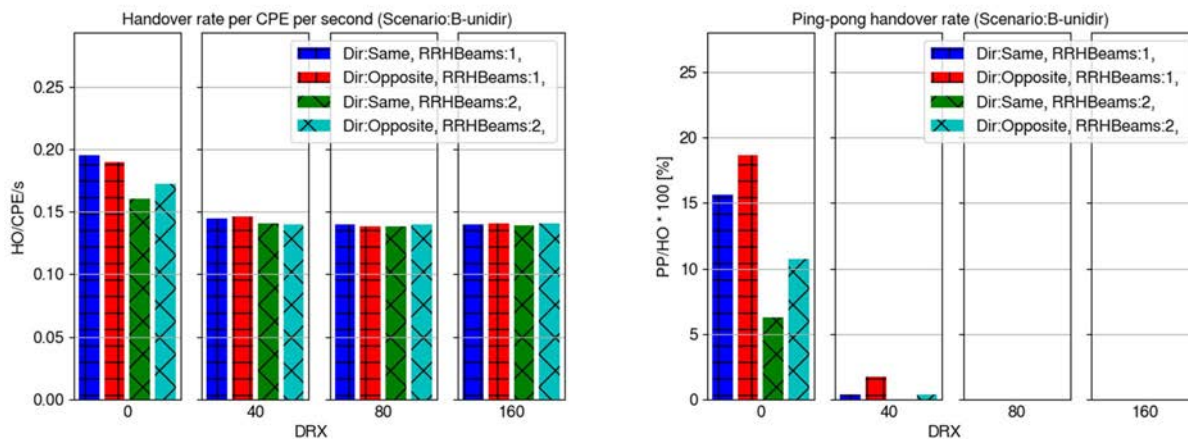 Handover rate per CPE per second (Scenario:B-unidir)
Dir:Same, RRHBeams:1,
Dir:Opposite, RRHBeams:1,
Dir:Same, RRHBeams:2,
Dir:Opposite, RRHBeams:2,
0.25
0.20
0.15
0.10
0.05
0.00
HO/CPE/s
0
40
80
160
DRX
Ping-pong handover rate (Scenario:B-unidir)
Dir:Same, RRHBeams:1,
Dir:Opposite, RRHBeams:1,
Dir:Same, RRHBeams:2,
Dir:Opposite, RRHBeams:2,
25
20
15
10
5
0
PP/HO * 100 [%]
0
40
80
160
DRX